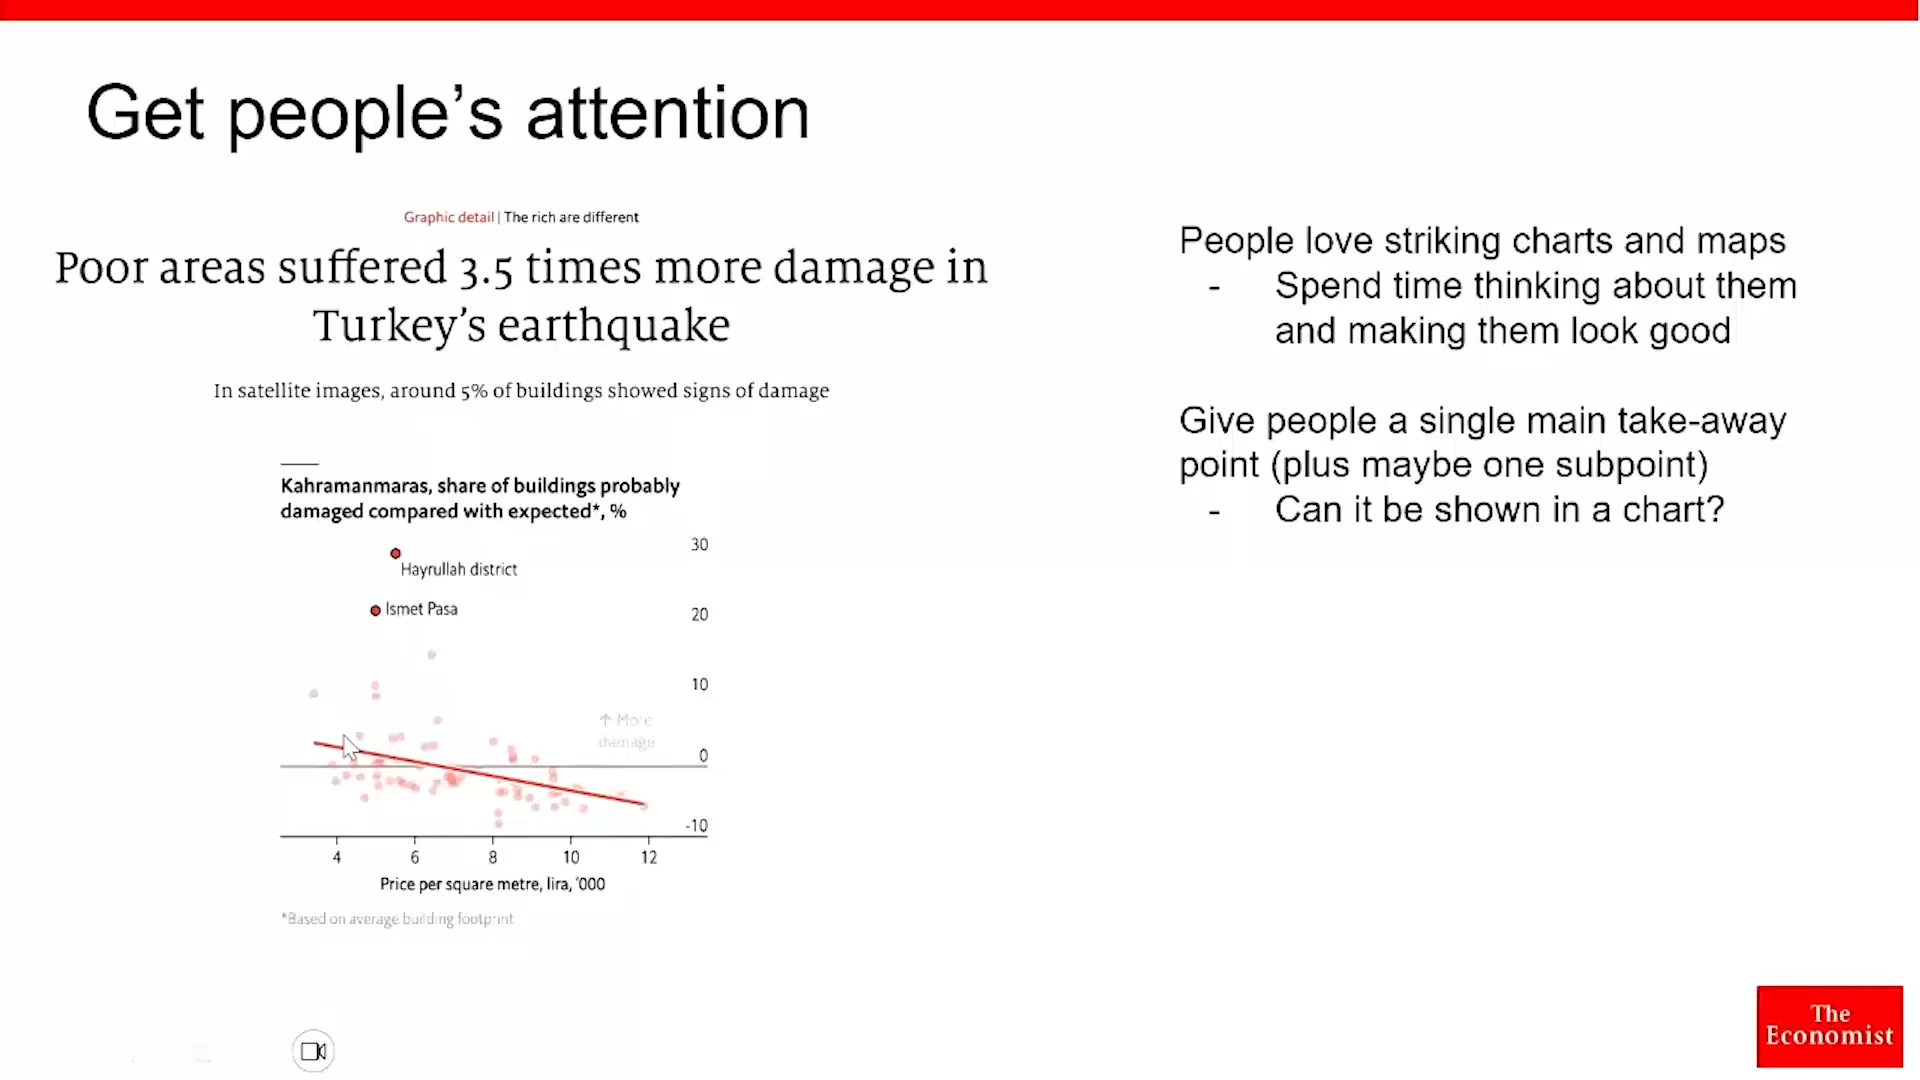 Get people’s attention
Graphic detail | The rich are different
Poor areas suffered 3.5 times more damage in
Turkey’s earthquake
In satellite images, around 5% of buildings showed signs of damage
Kahramanmaras, share of buildings probably
damaged compared with expected*, %
30
Hayrullah district
Ismet Pasa
20
10
↑ More
damage
0
-10
4 6 8 10 12
Price per square metre, lira, ’000
*Based on average building footprint
People love striking charts and maps
- Spend time thinking about them
and making them look good
Give people a single main take-away
point (plus maybe one subpoint)
- Can it be shown in a chart?
The
Economist